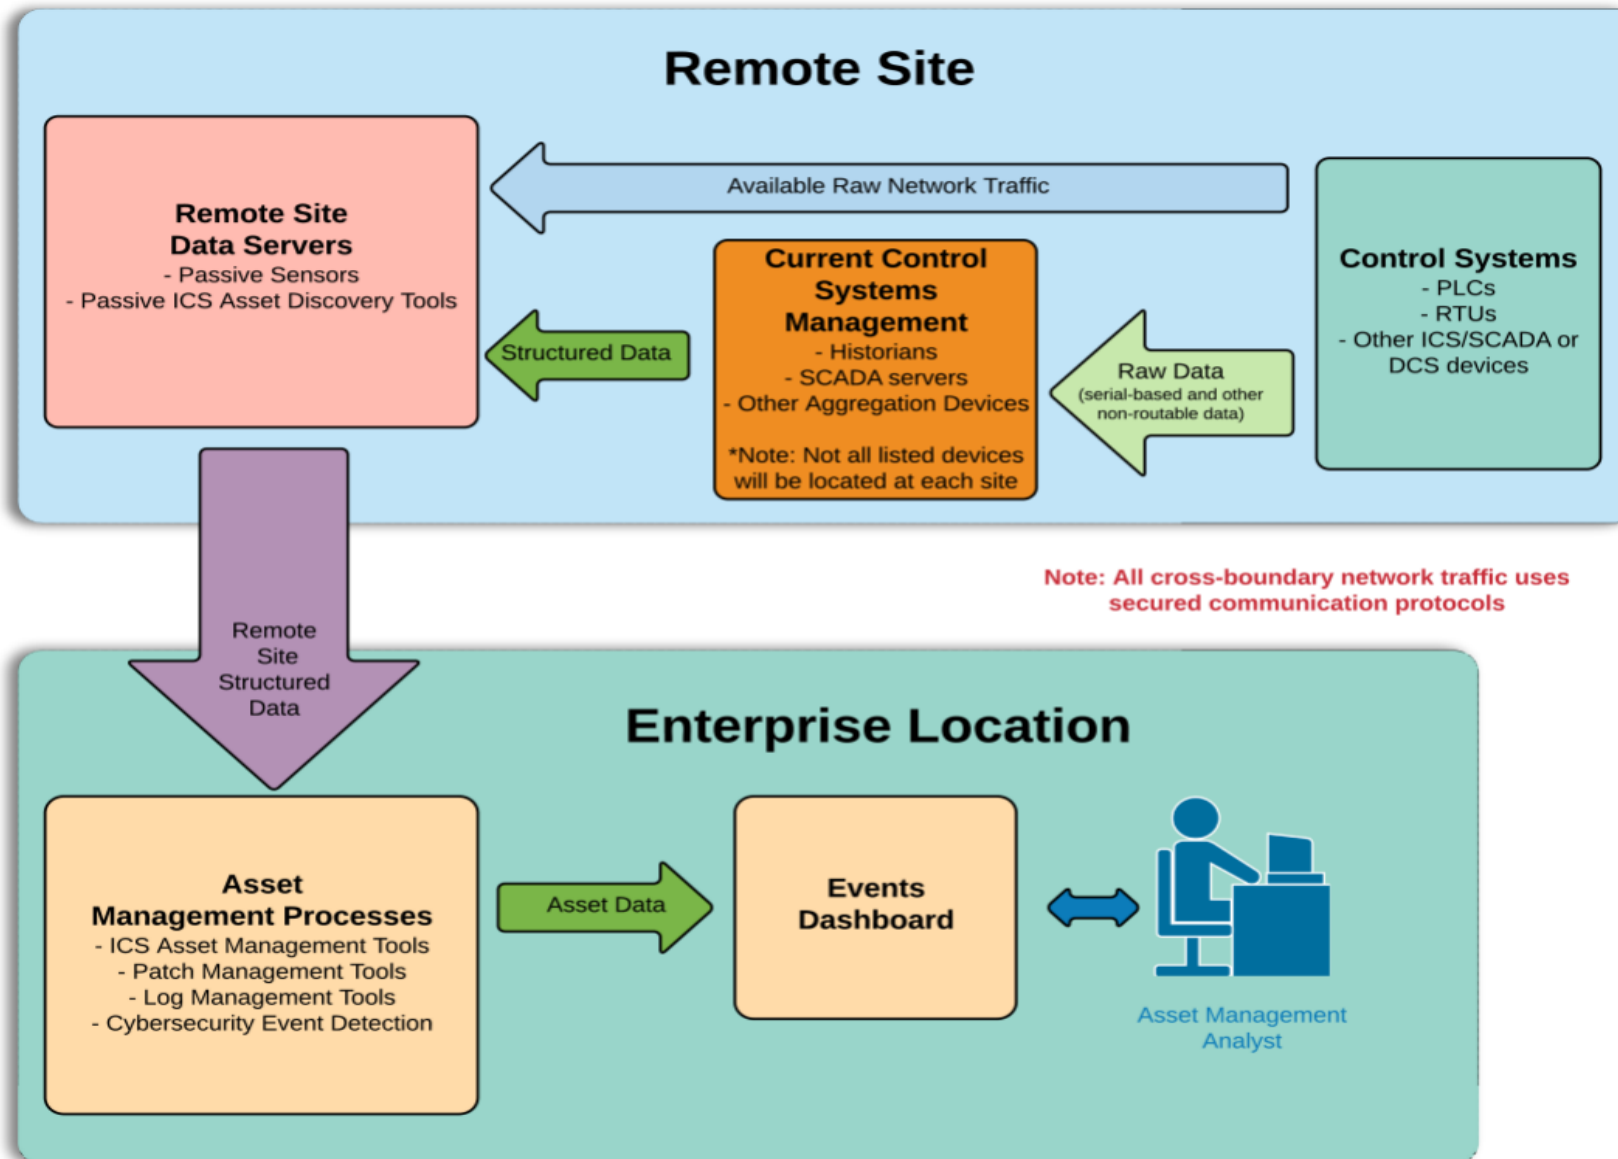 Remote Site
Available Raw Network Traffic
Remote Site
Data Servers
- Passive Sensors
- Passive ICS Asset Discovery Tools
Structured Data
Current Control
Systems
Management
- Historians
- SCADA servers
- Other Aggregation Devices
*Note: Not all listed devices
will be located at each site
Raw Data
(serial-based and other
non-routable data)
Control Systems
- PLCs
- RTUs
- Other ICS/SCADA or
DCS devices
Note: All cross-boundary network traffic uses
secured communication protocols
Remote
Site
Structured
Data
Enterprise Location
Asset
Management Processes
- ICS Asset Management Tools
- Patch Management Tools
- Log Management Tools
- Cybersecurity Event Detection
Asset Data
Events
Dashboard
Asset Management
Analyst